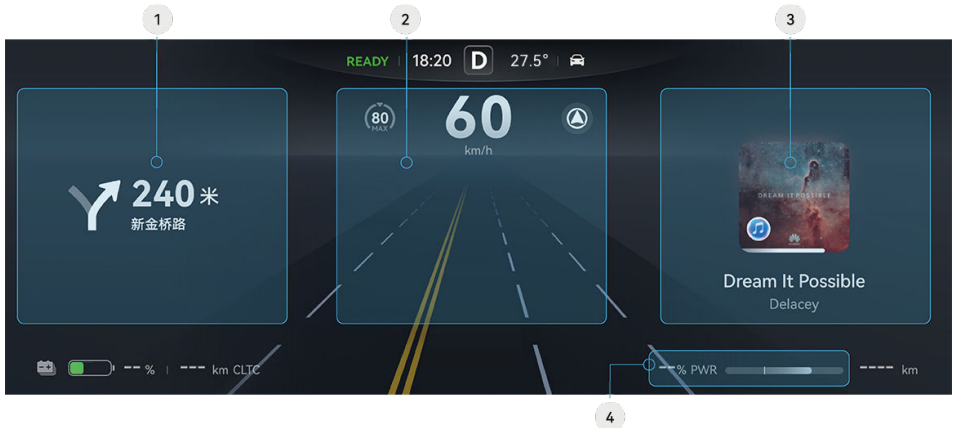 1 2 3
READY 18:20 D 27.5°
80
MAX
60
km/h
240 米
新金桥路
DREAM IT POSSIBLE
HUAWEI
Dream It Possible
Delacey
--% --- km CLTC
--% PWR
---- km
4